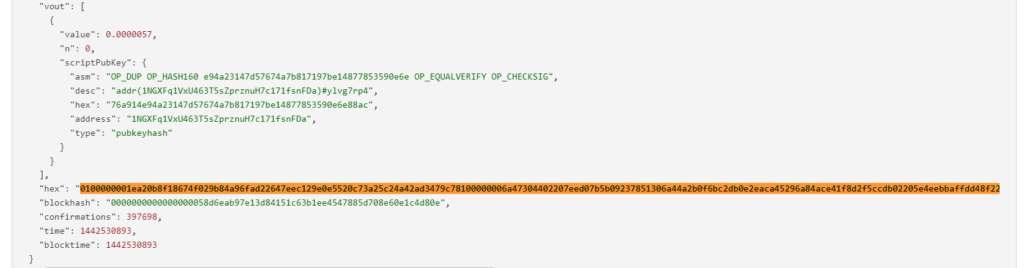 "vout": [
{
"value": 0.0000057,
"n": 0,
"scriptPubKey": {
"asm": "OP_DUP OP_HASH160 e94a23147d57674a7b817197be14877853590e6e OP_EQUALVERIFY OP_CHECKSIG",
"desc": "addr(1NGXFq1VxU463T5sZprznuH7c171fsnFDa)#ylvg7rp4",
"hex": "76a914e94a23147d57674a7b817197be14877853590e6e88ac",
"address": "1NGXFq1VxU463T5sZprznuH7c171fsnFDa",
"type": "pubkeyhash"
}
}
],
"hex": "0100000001ea20b8f18674f029b84a96fad22647eec129e0e5520c73a25c24a42ad3479c78100000006a47304402207eed07b5b09237851306a44a2b0f6bc2db0e2eaca45296a84ace41f8d2f5ccdb02205e4eebbaffdd48f22
"blockhash": "0000000000000000058d6eab97e13d84151c63b1ee4547885d708e60e1c4d80e",
"confirmations": 397698,
"time": 1442530893,
"blocktime": 1442530893
}